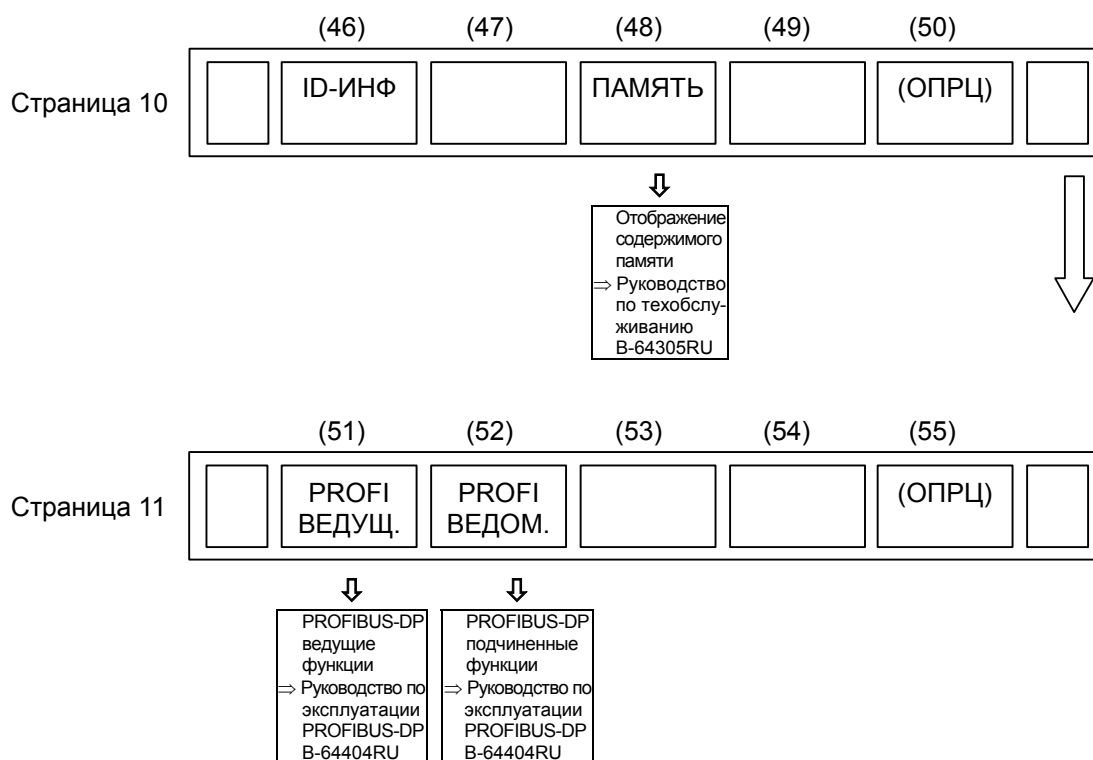 (46) (47) (48) (49) (50)
Страница 10
ID-ИНФ ПАМЯТЬ (ОПРЦ)
Отображение
содержимого
памяти
⇒ Руководство
по техобслу-
живанию
B-64305RU
(51) (52) (53) (54) (55)
Страница 11
PROFI PROFI (ОПРЦ)
ВЕДУЩ. ВЕДОМ.
PROFIBUS-DP
ведущие
функции
⇒ Руководство по
эксплуатации
PROFIBUS-DP
B-64404RU
PROFIBUS-DP
подчиненные
функции
⇒ Руководство по
эксплуатации
PROFIBUS-DP
B-64404RU